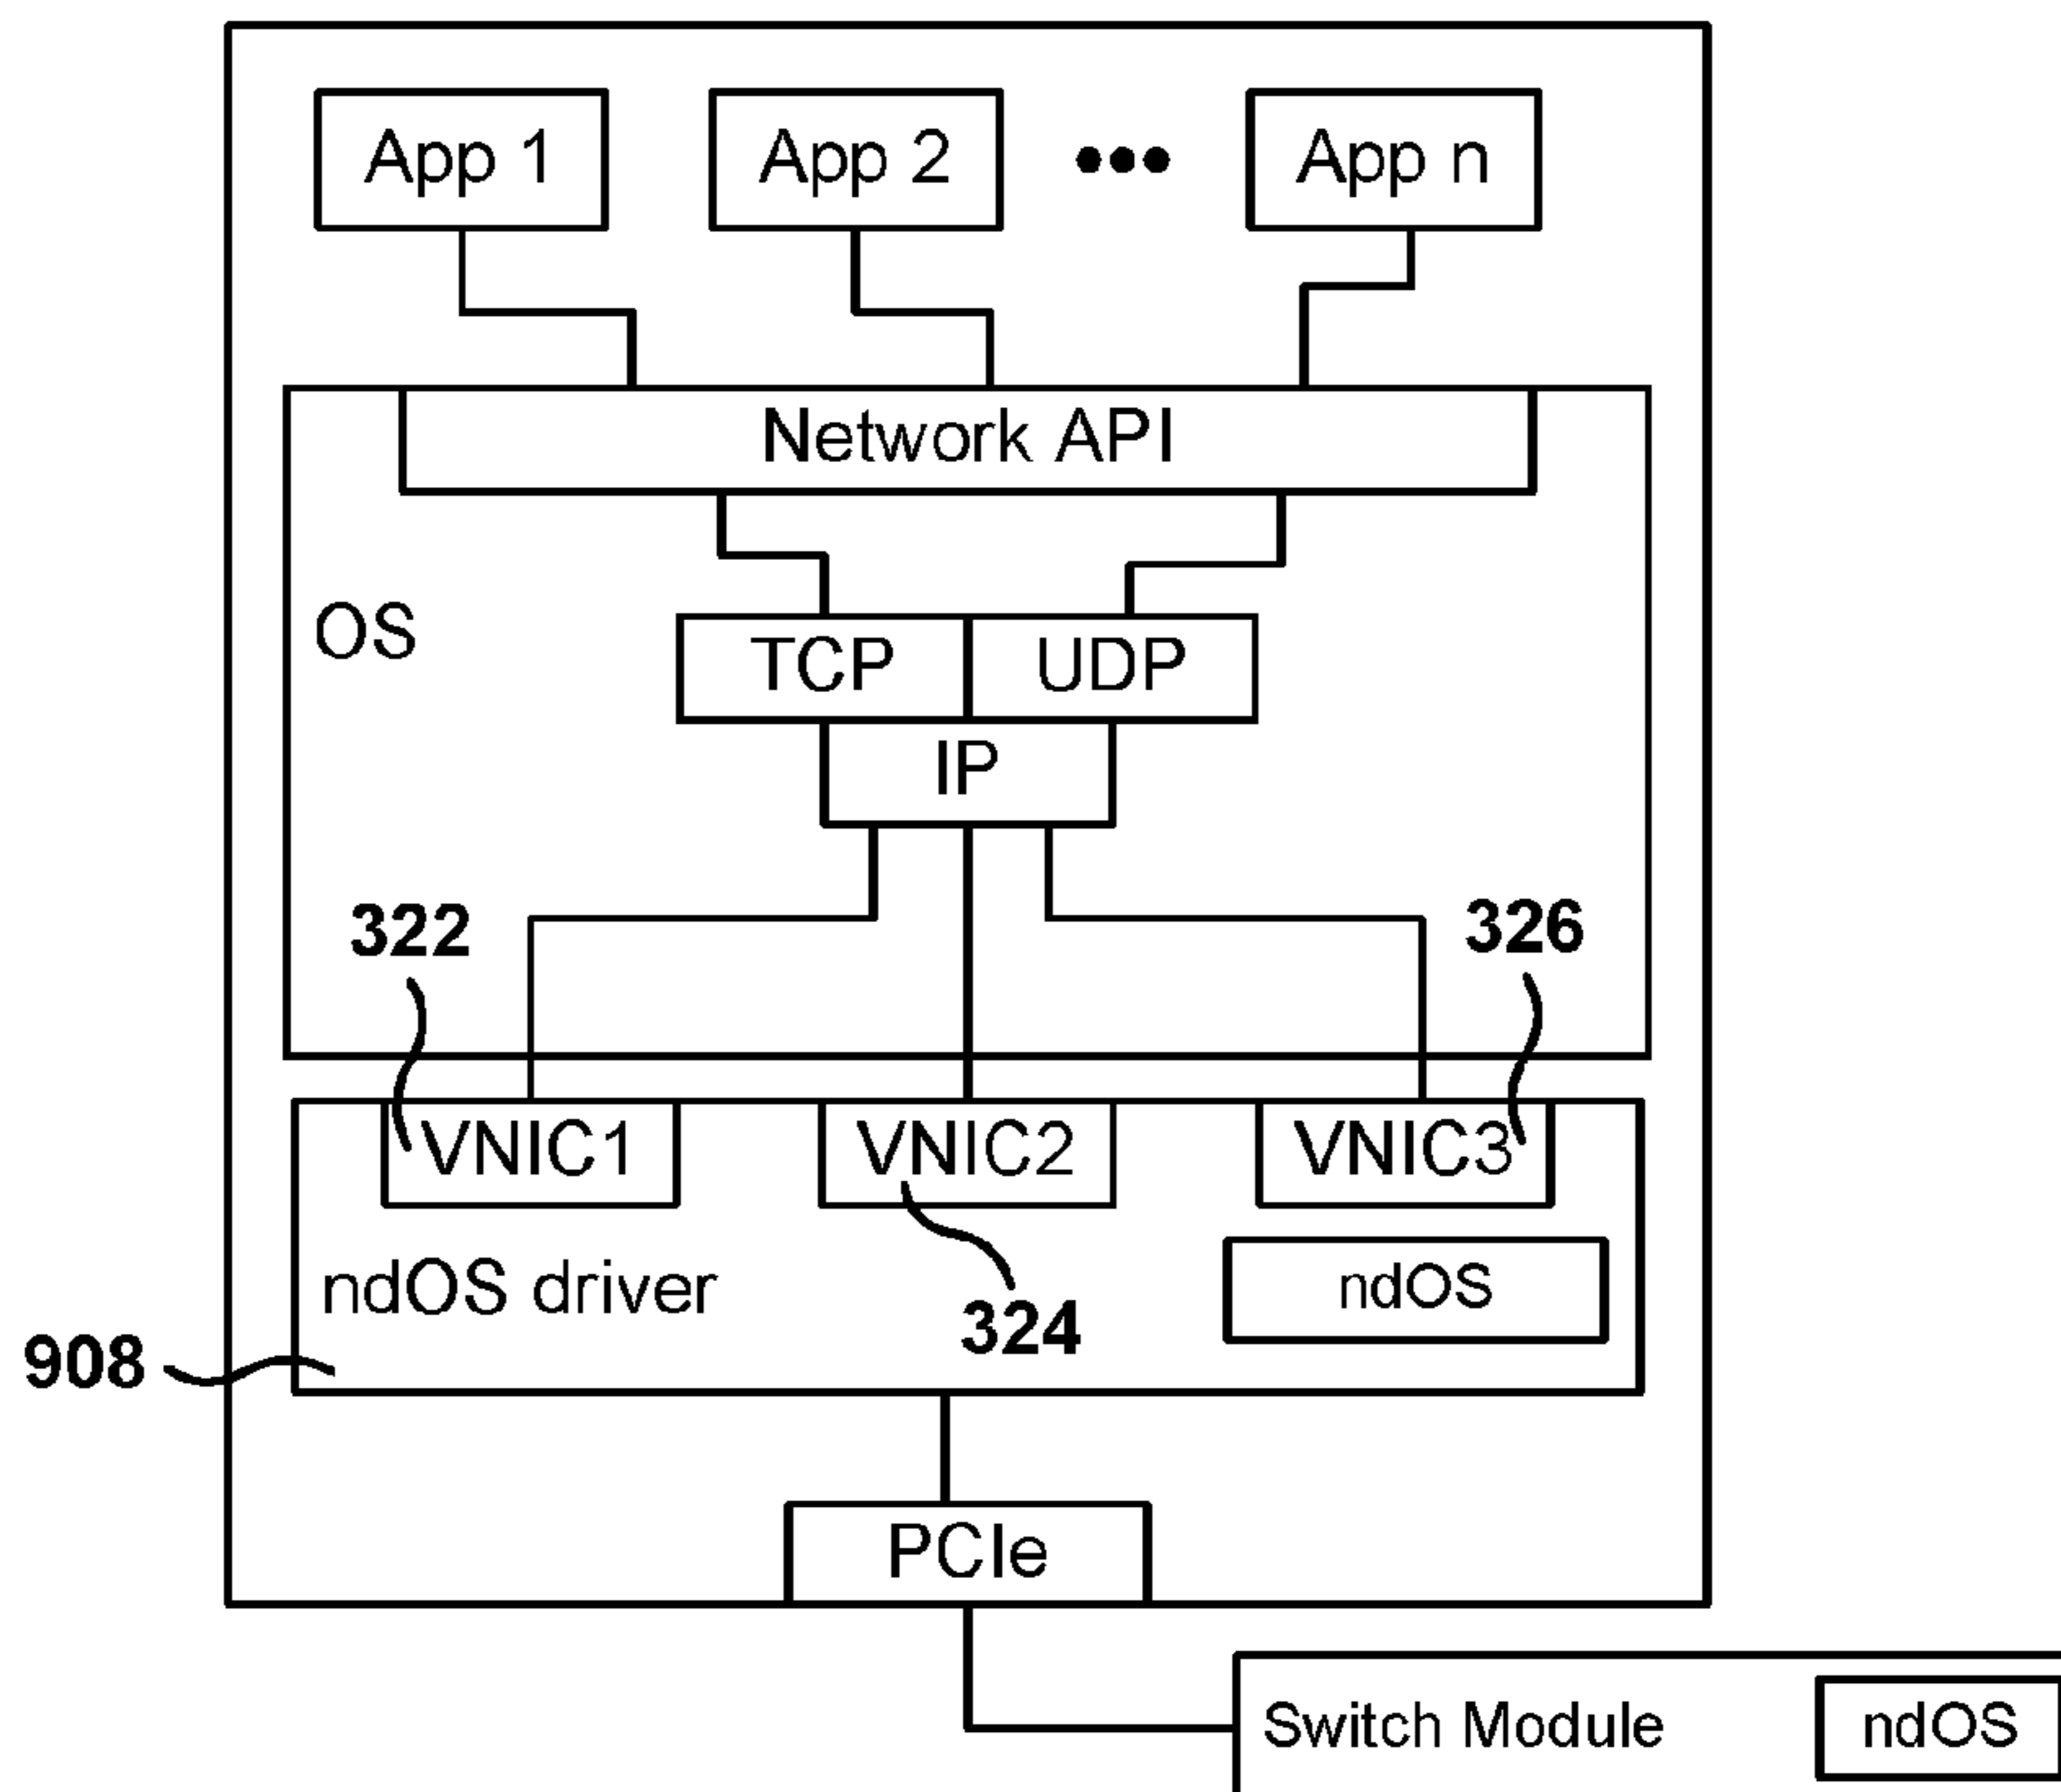 App 1
App 2
•••
App n
Network API
OS
TCP
UDP
IP
322
326
VNIC1
VNIC2
VNIC3
ndOS driver
ndOS
324
908
PCIe
Switch Module
ndOS